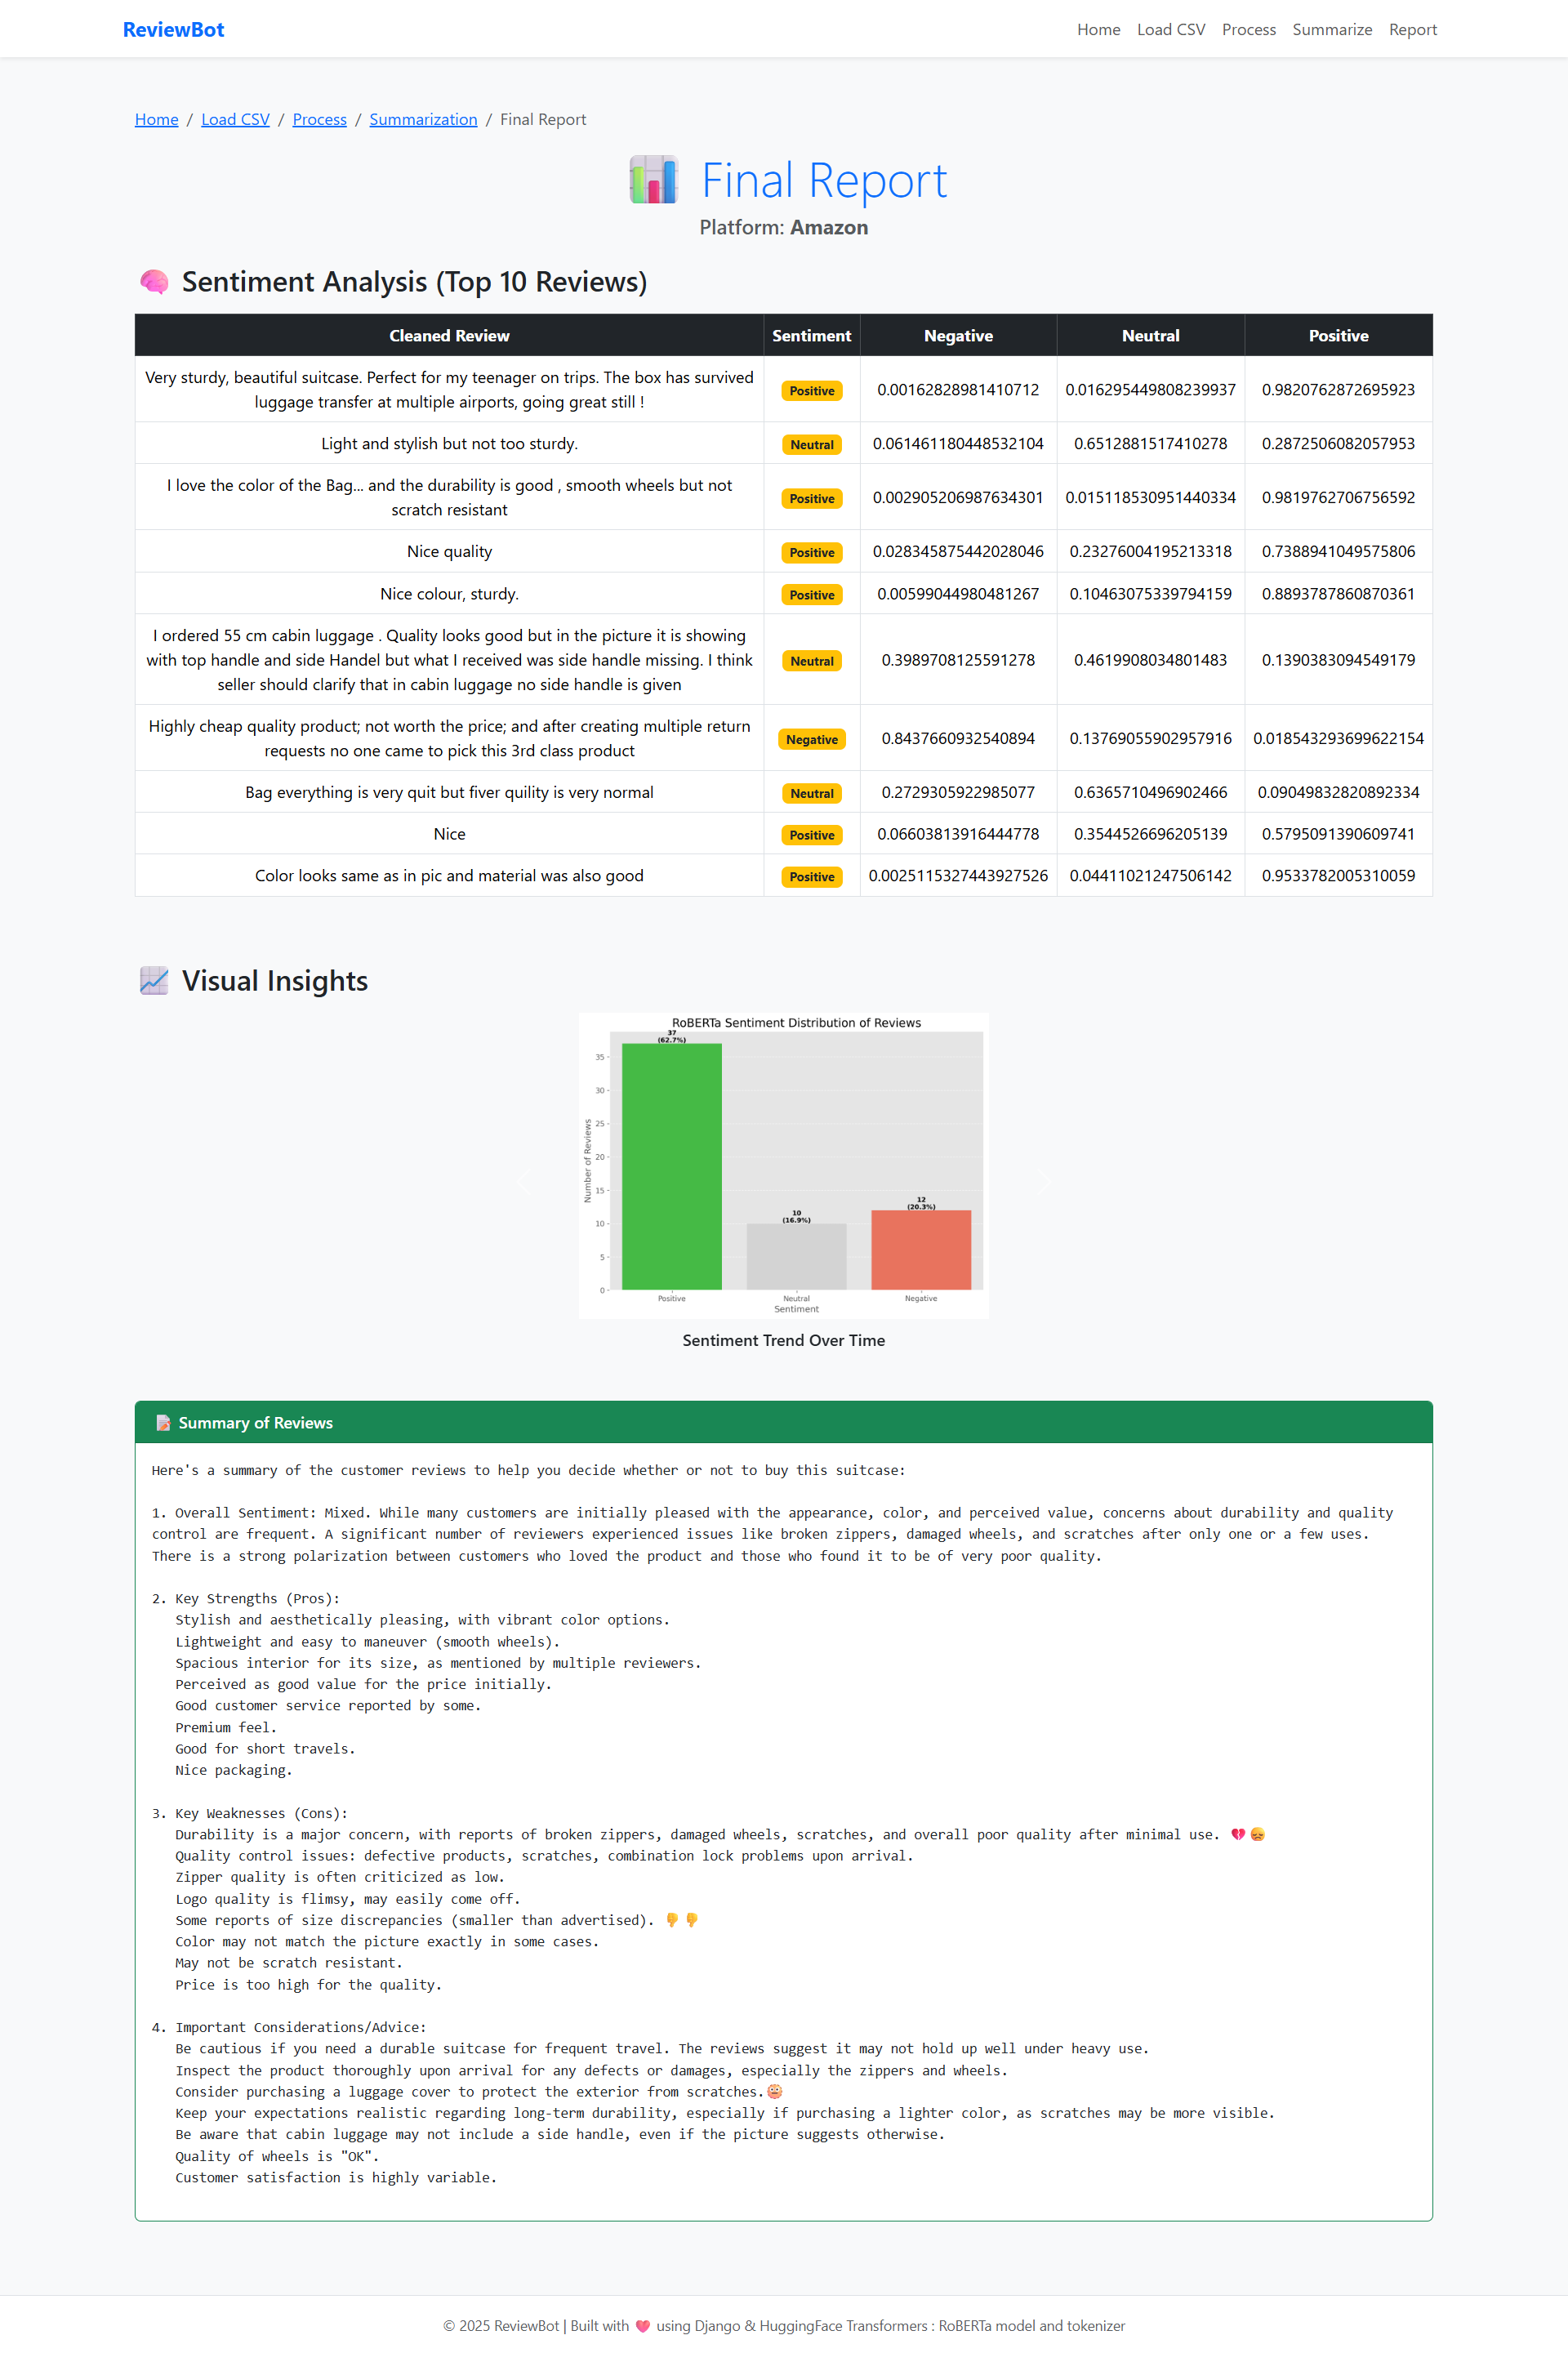 ReviewBot
Home Load CSV Process Summarize Report
Home / Load CSV / Process / Summarization / Final Report
Final Report
Platform: Amazon
Sentiment Analysis (Top 10 Reviews)
Cleaned Review Sentiment Negative Neutral Positive
Very sturdy, beautiful suitcase. Perfect for my teenager on trips. The box has survived
luggage transfer at multiple airports, going great still !
Positive 0.00162828981410712 0.016295449808239937 0.9820762872695923
Light and stylish but not too sturdy. Neutral 0.061461180448532104 0.6512881517410278 0.2872506082057953
I love the color of the Bag... and the durability is good , smooth wheels but not
scratch resistant
Positive 0.002905206987634301 0.015118530951440334 0.9819762706756592
Nice quality Positive 0.028345875442028046 0.23276004195213318 0.7388941049575806
Nice colour, sturdy. Positive 0.00599044980481267 0.10463075339794159 0.8893787860870361
I ordered 55 cm cabin luggage . Quality looks good but in the picture it is showing
with top handle and side Handel but what I received was side handle missing. I think
seller should clarify that in cabin luggage no side handle is given
Neutral 0.3989708125591278 0.4619908034801483 0.1390383094549179
Highly cheap quality product; not worth the price; and after creating multiple return
requests no one came to pick this 3rd class product
Negative 0.8437660932540894 0.13769055902957916 0.018543293699622154
Bag everything is very quit but fiver quility is very normal Neutral 0.2729305922985077 0.6365710496902466 0.09049832820892334
Nice Positive 0.06603813916444778 0.3544526696205139 0.5795091390609741
Color looks same as in pic and material was also good Positive 0.0025115327443927526 0.04411021247506142 0.9533782005310059
Visual Insights
RoBERTa Sentiment Distribution of Reviews
37
(62.7%)
35
30
25
20
15
10
5
0
Number of Reviews
10
(16.9%)
12
(20.3%)
Positive Neutral Negative
Sentiment
Sentiment Trend Over Time
Summary of Reviews
Here's a summary of the customer reviews to help you decide whether or not to buy this suitcase:
1. Overall Sentiment: Mixed. While many customers are initially pleased with the appearance, color, and perceived value, concerns about durability and quality
control are frequent. A significant number of reviewers experienced issues like broken zippers, damaged wheels, and scratches after only one or a few uses.
There is a strong polarization between customers who loved the product and those who found it to be of very poor quality.
2. Key Strengths (Pros):
Stylish and aesthetically pleasing, with vibrant color options.
Lightweight and easy to maneuver (smooth wheels).
Spacious interior for its size, as mentioned by multiple reviewers.
Perceived as good value for the price initially.
Good customer service reported by some.
Premium feel.
Good for short travels.
Nice packaging.
3. Key Weaknesses (Cons):
Durability is a major concern, with reports of broken zippers, damaged wheels, scratches, and overall poor quality after minimal use. 💔😞
Quality control issues: defective products, scratches, combination lock problems upon arrival.
Zipper quality is often criticized as low.
Logo quality is flimsy, may easily come off.
Some reports of size discrepancies (smaller than advertised). 👎👎
Color may not match the picture exactly in some cases.
May not be scratch resistant.
Price is too high for the quality.
4. Important Considerations/Advice:
Be cautious if you need a durable suitcase for frequent travel. The reviews suggest it may not hold up well under heavy use.
Inspect the product thoroughly upon arrival for any defects or damages, especially the zippers and wheels.
Consider purchasing a luggage cover to protect the exterior from scratches.
Keep your expectations realistic regarding long-term durability, especially if purchasing a lighter color, as scratches may be more visible.
Be aware that cabin luggage may not include a side handle, even if the picture suggests otherwise.
Quality of wheels is "OK".
Customer satisfaction is highly variable.
© 2025 ReviewBot | Built with ❤️ using Django & HuggingFace Transformers : RoBERTa model and tokenizer